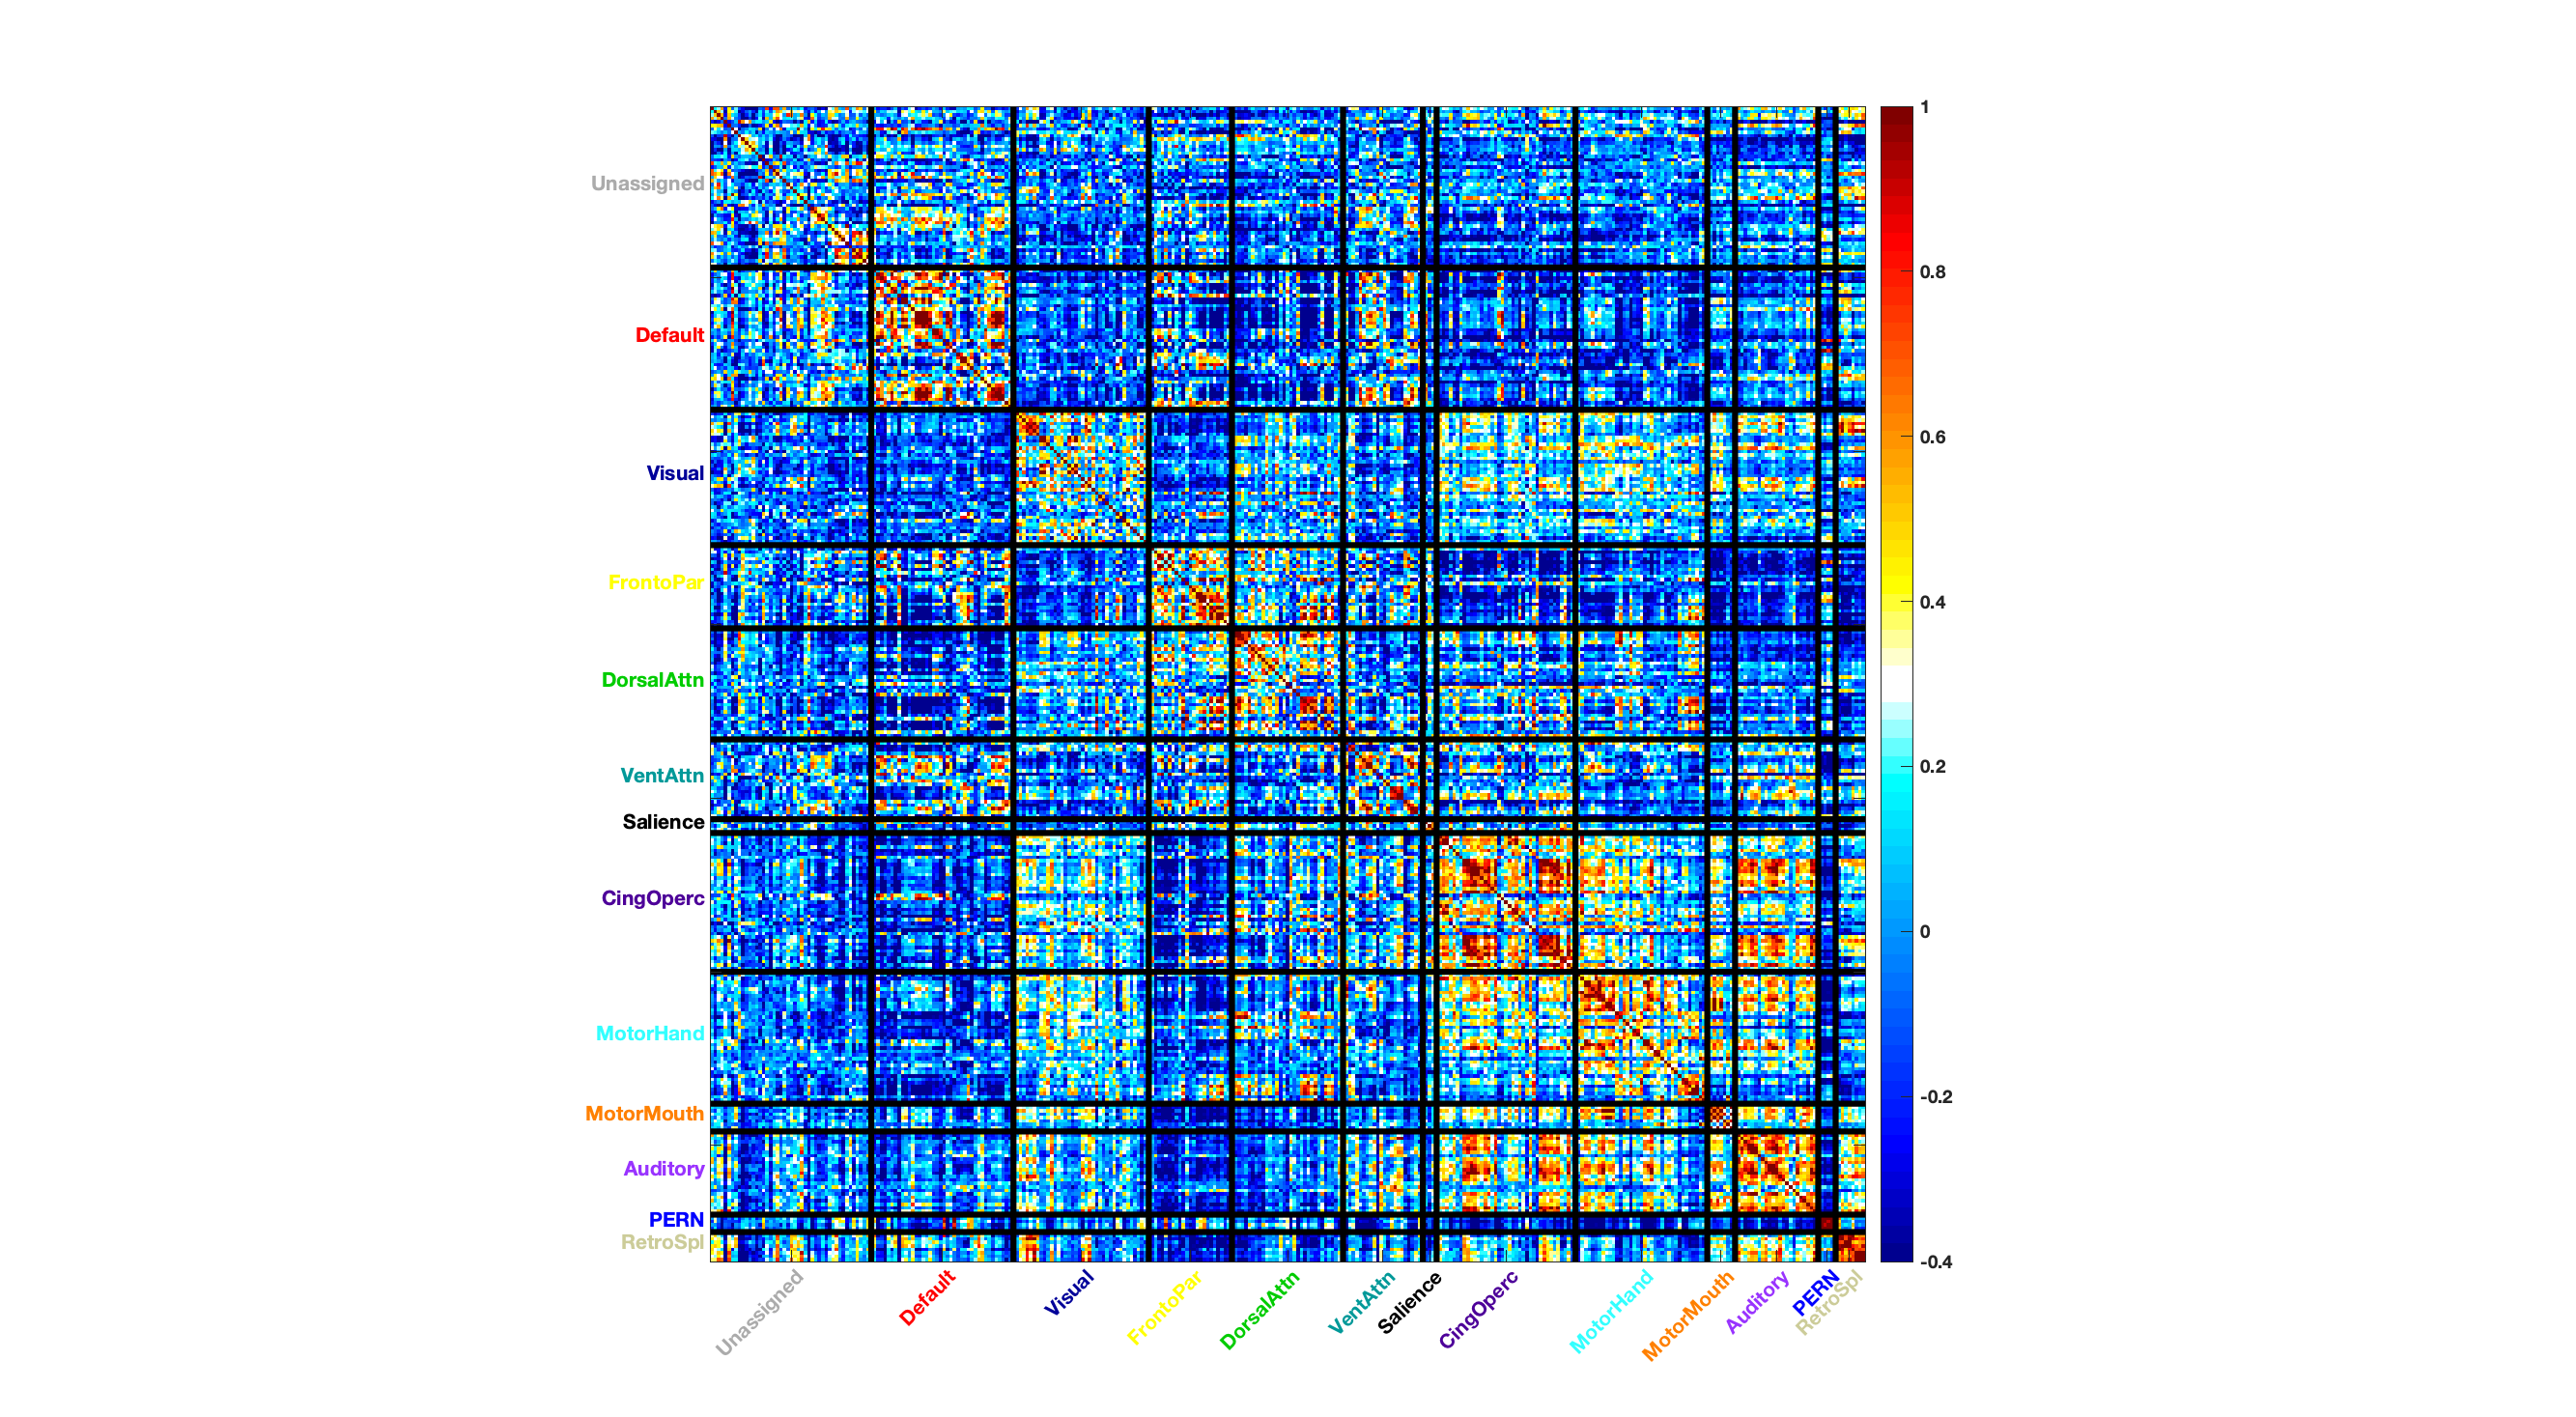 Unassigned
Default
Visual
FrontoPar
DorsalAttn
VentAttn
Salience
CingOperc
MotorHand
MotorMouth
Auditory
PERN
RetroSpl
Unassigned
Default
Visual
FrontoPar
DorsalAttn
VentAttn
Salience
CingOperc
MotorHand
MotorMouth
Auditory
PERN
RetroSpl
1
0.8
0.6
0.4
0.2
0
-0.2
-0.4